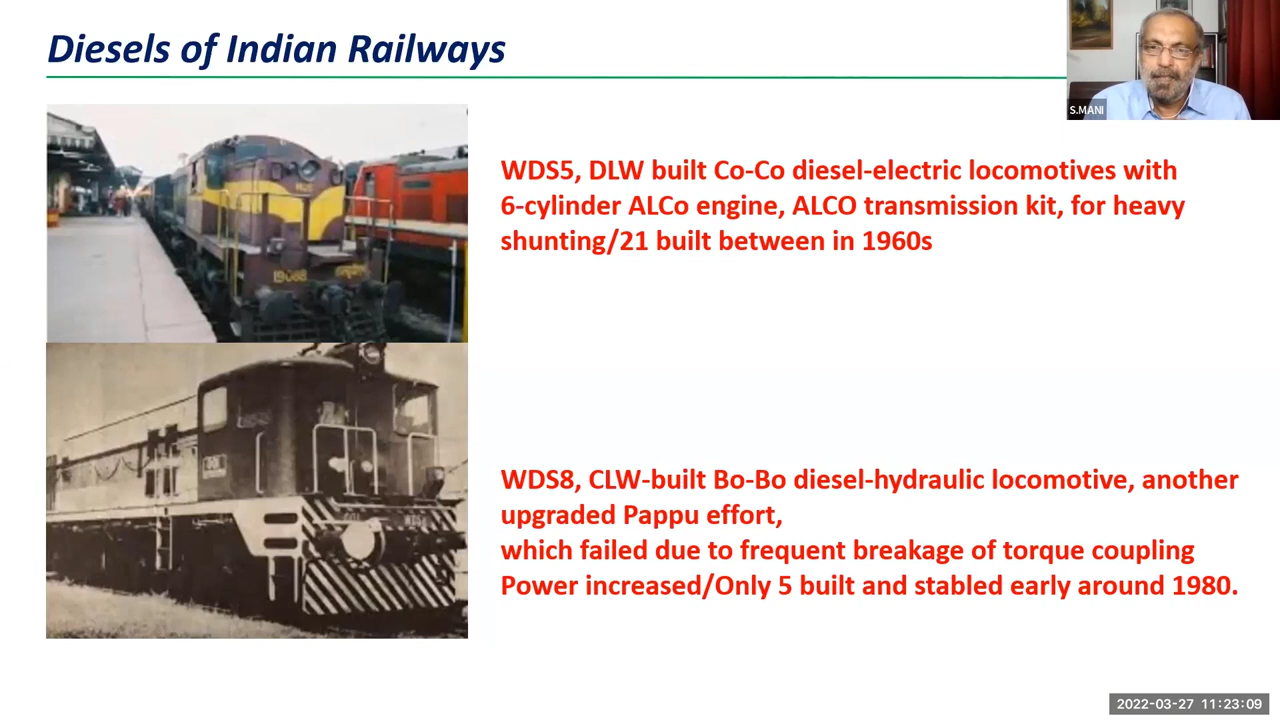 Diesels of Indian Railways
S.MANI
WDS5, DLW built Co-Co diesel-electric locomotives with
6-cylinder ALCo engine, ALCO transmission kit, for heavy
shunting/21 built between in 1960s
WDS8, CLW-built Bo-Bo diesel-hydraulic locomotive, another
upgraded Pappu effort,
which failed due to frequent breakage of torque coupling
Power increased/Only 5 built and stabled early around 1980.
2022-03-27 11:23:09